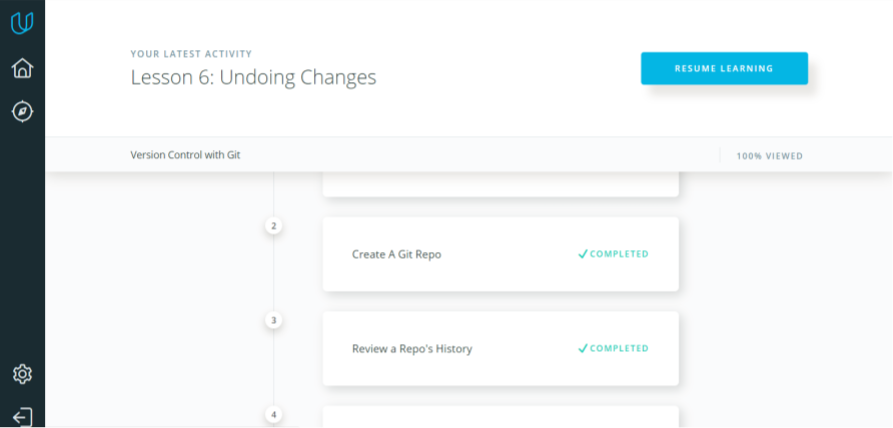 YOUR LATEST ACTIVITY
Lesson 6: Undoing Changes
RESUME LEARNING
Version Control with Git
100% VIEWED
2
Create A Git Repo
COMPLETED
3
Review a Repo's History
COMPLETED
4